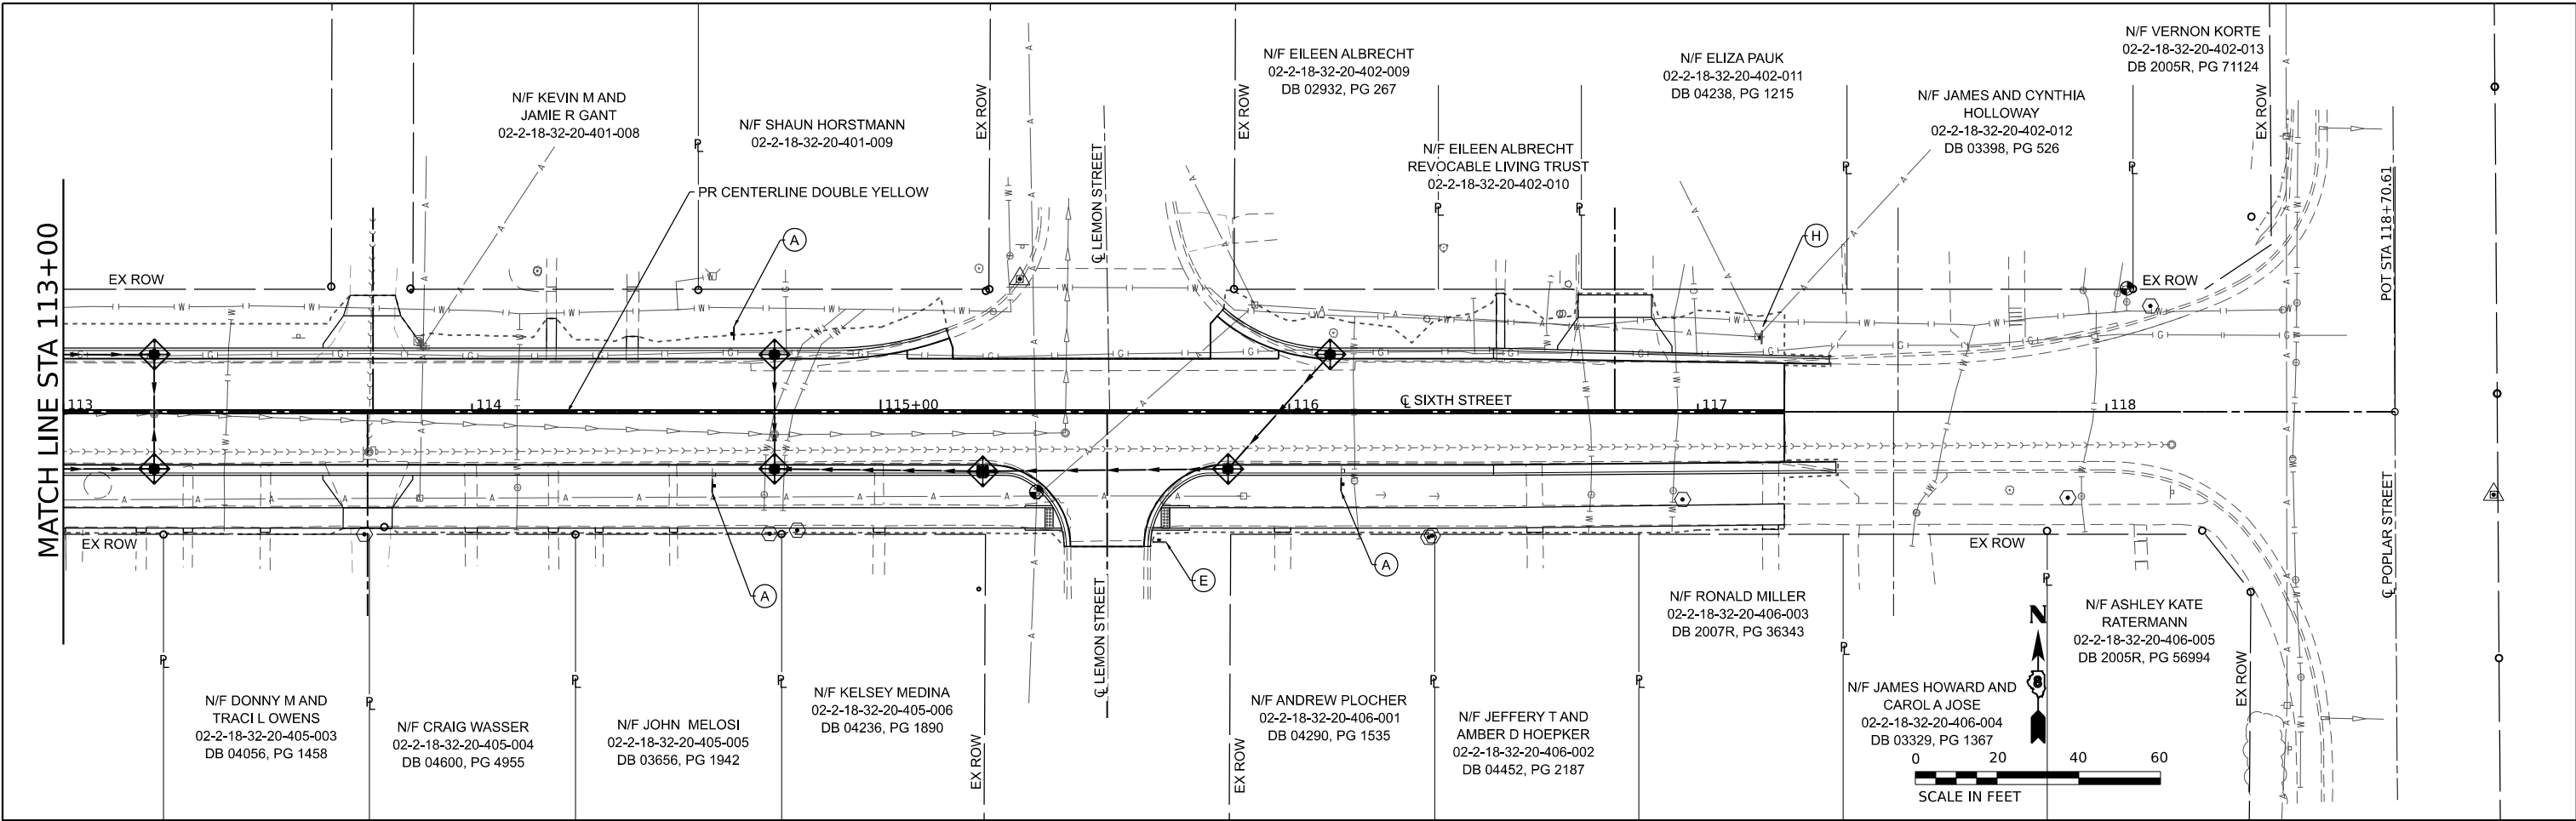 N/F VERNON KORTE
02-2-18-32-20-402-013
DB 2005R, PG 71124
N/F EILEEN ALBRECHT
02-2-18-32-20-402-009
DB 02932, PG 267
N/F ELIZA PAUK
02-2-18-32-20-402-011
DB 04238, PG 1215
N/F KEVIN M AND
JAMIE R GANT
02-2-18-32-20-401-008
N/F SHAUN HORSTMANN
02-2-18-32-20-401-009
N/F JAMES AND CYNTHIA
HOLLOWAY
02-2-18-32-20-402-012
DB 03398, PG 526
N/F EILEEN ALBRECHT
REVOCABLE LIVING TRUST
02-2-18-32-20-402-010
EX ROW
EX ROW
EX ROW
PR CENTERLINE DOUBLE YELLOW
℄ LEMON STREET
POT STA 118+70.61
A
H
MATCH LINE STA 113+00
EX ROW
EX ROW
113
114
115+00
116
℄ SIXTH STREET
117
118
EX ROW
EX ROW
A
E
A
℄ LEMON STREET
℄ POPLAR STREET
N/F RONALD MILLER
02-2-18-32-20-406-003
DB 2007R, PG 36343
N
8
N/F ASHLEY KATE
RATERMANN
02-2-18-32-20-406-005
DB 2005R, PG 56994
N/F DONNY M AND
TRACI L OWENS
02-2-18-32-20-405-003
DB 04056, PG 1458
N/F CRAIG WASSER
02-2-18-32-20-405-004
DB 04600, PG 4955
N/F JOHN MELOSI
02-2-18-32-20-405-005
DB 03656, PG 1942
N/F KELSEY MEDINA
02-2-18-32-20-405-006
DB 04236, PG 1890
N/F ANDREW PLOCHER
02-2-18-32-20-406-001
DB 04290, PG 1535
N/F JEFFERY T AND
AMBER D HOEPKER
02-2-18-32-20-406-002
DB 04452, PG 2187
N/F JAMES HOWARD AND
CAROL A JOSE
02-2-18-32-20-406-004
DB 03329, PG 1367
EX ROW
EX ROW
EX ROW
0 20 40 60
SCALE IN FEET